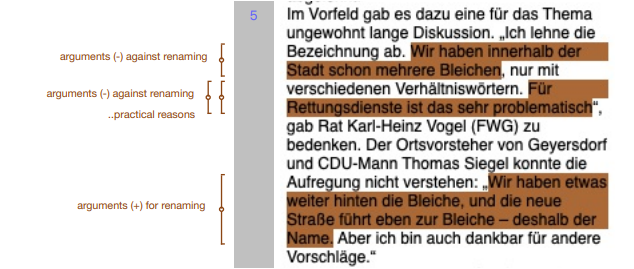 5
Im Vorfeld gab es dazu eine für das Thema
ungewohnt lange Diskussion. „Ich lehne die
Bezeichnung ab. Wir haben innerhalb der
Stadt schon mehrere Bleichen, nur mit
verschiedenen Verhältniswörtern. Für
Rettungsdienste ist das sehr problematisch“,
gab Rat Karl-Heinz Vogel (FWG) zu
bedenken. Der Ortsvorsteher von Geyersdorf
und CDU-Mann Thomas Siegel konnte die
Aufregung nicht verstehen: „Wir haben etwas
weiter hinten die Bleiche, und die neue
Straße führt eben zur Bleiche – deshalb der
Name. Aber ich bin auch dankbar für andere
Vorschläge.“
arguments (-) against renaming
arguments (-) against renaming
..practical reasons
arguments (+) for renaming